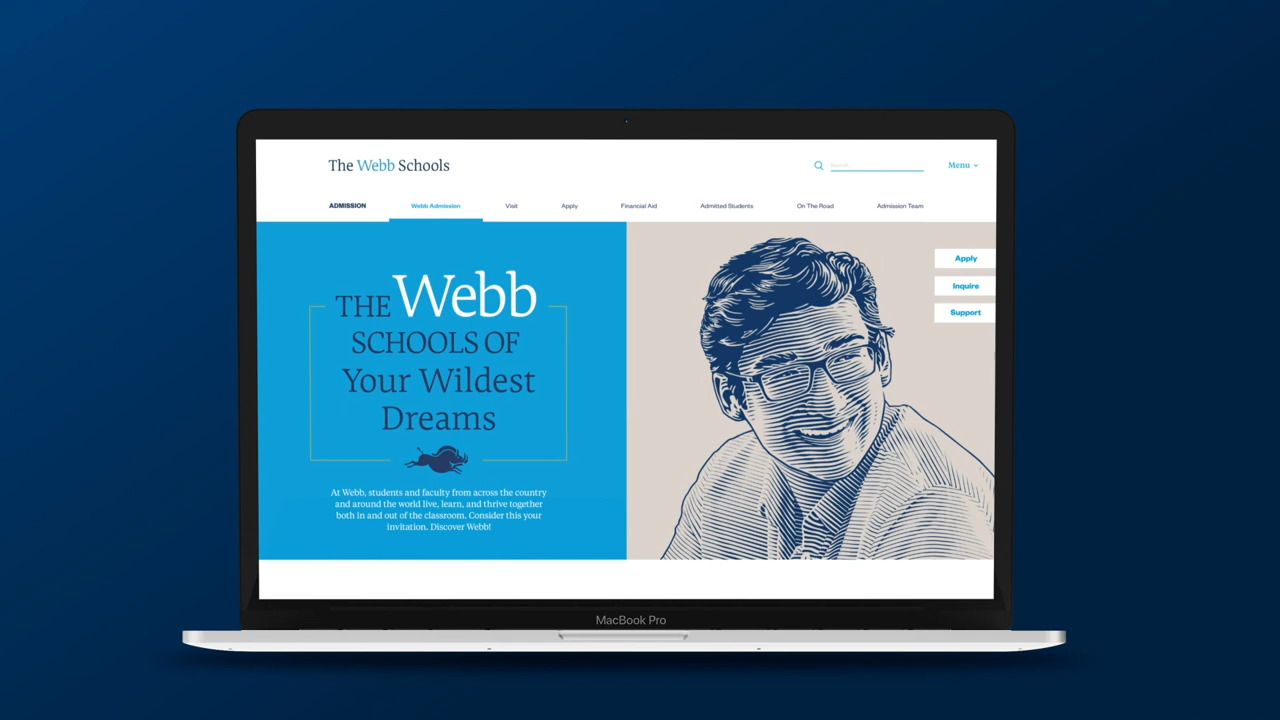 The Webb Schools
Search...
Menu
ADMISSION
Webb Admission
Visit
Apply
Financial Aid
Admitted Students
On The Road
Admission Team
THE Webb
SCHOOLS OF
Your Wildest
Dreams
At Webb, students and faculty from across the country
and around the world live, learn, and thrive together
both in and out of the classroom. Consider this your
invitation. Discover Webb!
Apply
Inquire
Support
MacBook Pro